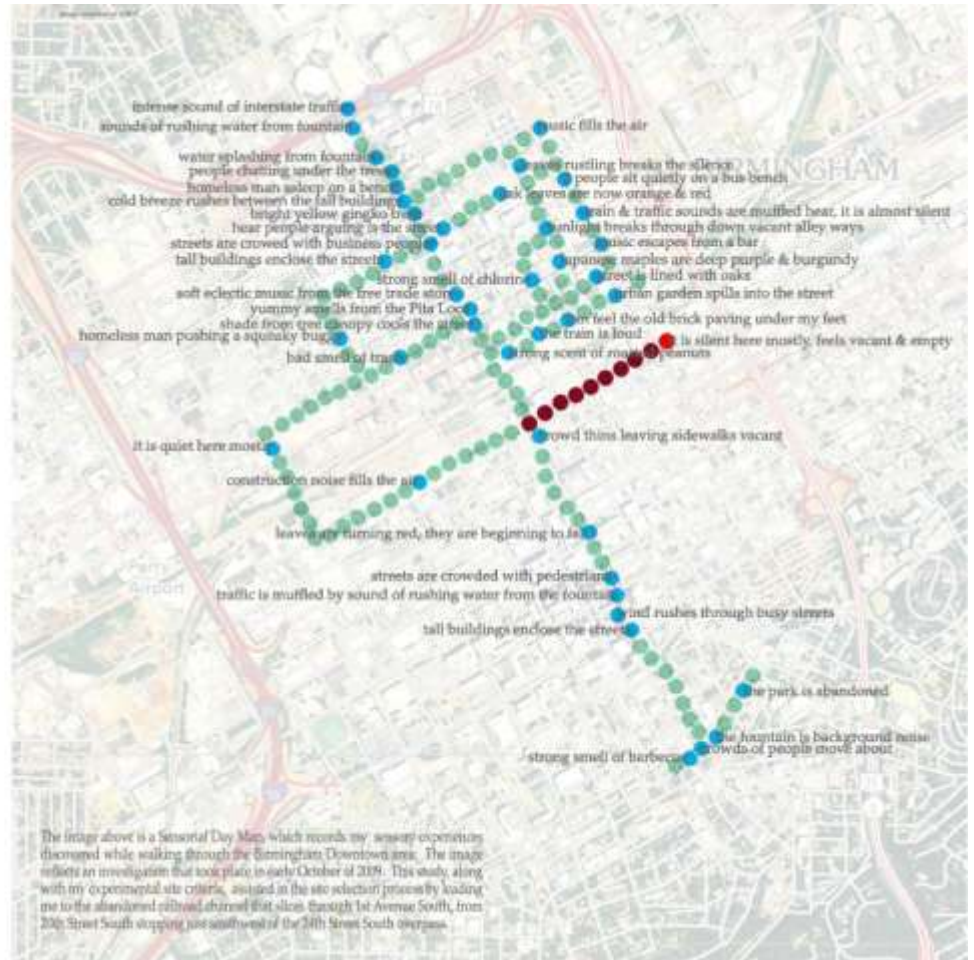 intense sound of interstate traffic
sounds of rushing water from fountain
music fills the air
water splashing from fountain
leaves rustling breaks the silence
BIRMINGHAM
people chatting under the trees
people sit quietly on a bus bench
homeless man asleep on a bench
oak leaves are now orange & red
cold breeze rushes between the tall buildings
bright yellow gingko
train & traffic sounds are muffled hear, it is almost silent
hear people arguing is the street
sunlight breaks through down vacant alley ways
streets are crowed with business people
music escapes from a bar
tall buildings enclose the streets
japanese maples are deep purple & burgundy
strong smell of chlorine
street is lined with oaks
soft eclectic music from the free trade store
urban garden spills into the street
yummy smells from the Pita
shade from tree canopy cools the street
feel the old brick paving under my feet
homeless man pushing a squeaky buggy
the train is loud
it is silent here mostly, feels vacant & empty
bad smell of trash
strong scent of roasted peanuts
crowd thins leaving sidewalks vacant
it is quiet here mostly
construction noise fills the air
leaves are turning red, they are beginning to fall
Airport
streets are crowded with pedestrians
traffic is muffled by sound of rushing water from the fountain
wind rushes through busy streets
tall buildings enclose the street
the park is abandoned
the fountain is background noise
crowds of people move about
strong smell of barbecue
The image above is a Sensorial Day Map, which records my sensory experiences
discovered while walking through the Birmingham Downtown area. The image
reflects an investigation that took place in early October of 2009. This study, along
with my experimental site criteria, assisted in the site selection process by leading
me to the abandoned railroad channel that slices through 1st Avenue South, from
20th Street South stopping just southwest of the 24th Street South overpass.